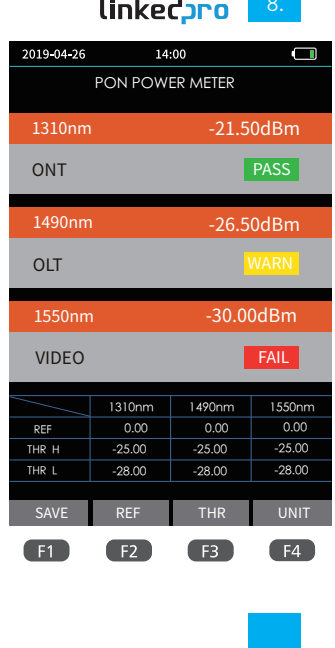 linkedpro 8.
2019-04-26 14:00
PON POWER METER
1310nm -21.50dBm
ONT PASS
1490nm -26.50dBm
OLT WARN
1550nm -30.00dBm
VIDEO FAIL
1310nm 1490nm 1550nm
REF 0.00 0.00 0.00
THR H -25.00 -25.00 -25.00
THR L -28.00 -28.00 -28.00
SAVE REF THR UNIT
F1 F2 F3 F4